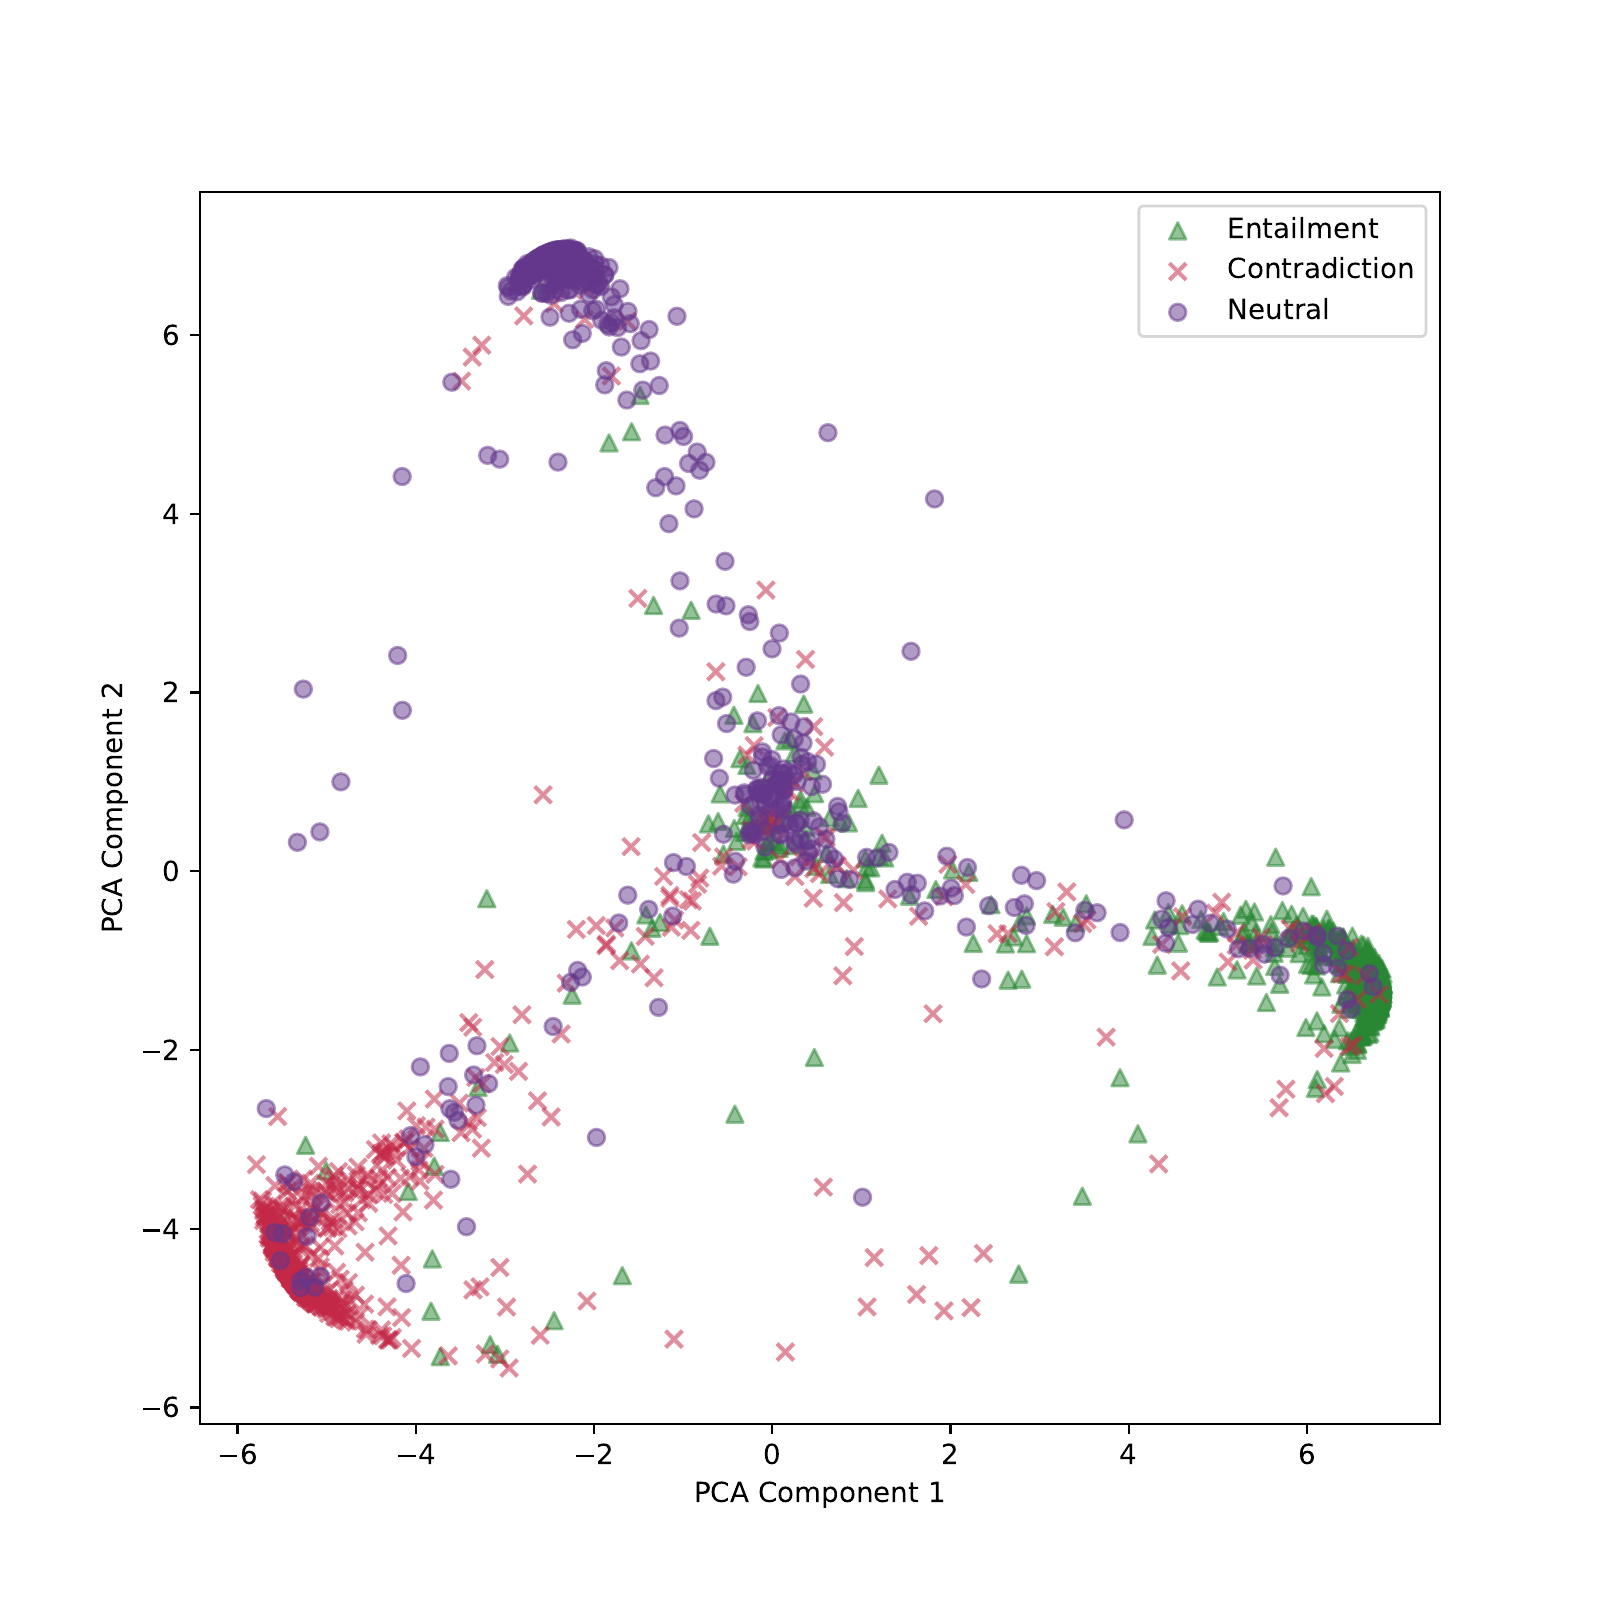 Entailment
Contradiction
Neutral
6
4
2
0
−2
−4
−6
PCA Component 2
−6 −4 −2 0 2 4 6
PCA Component 1